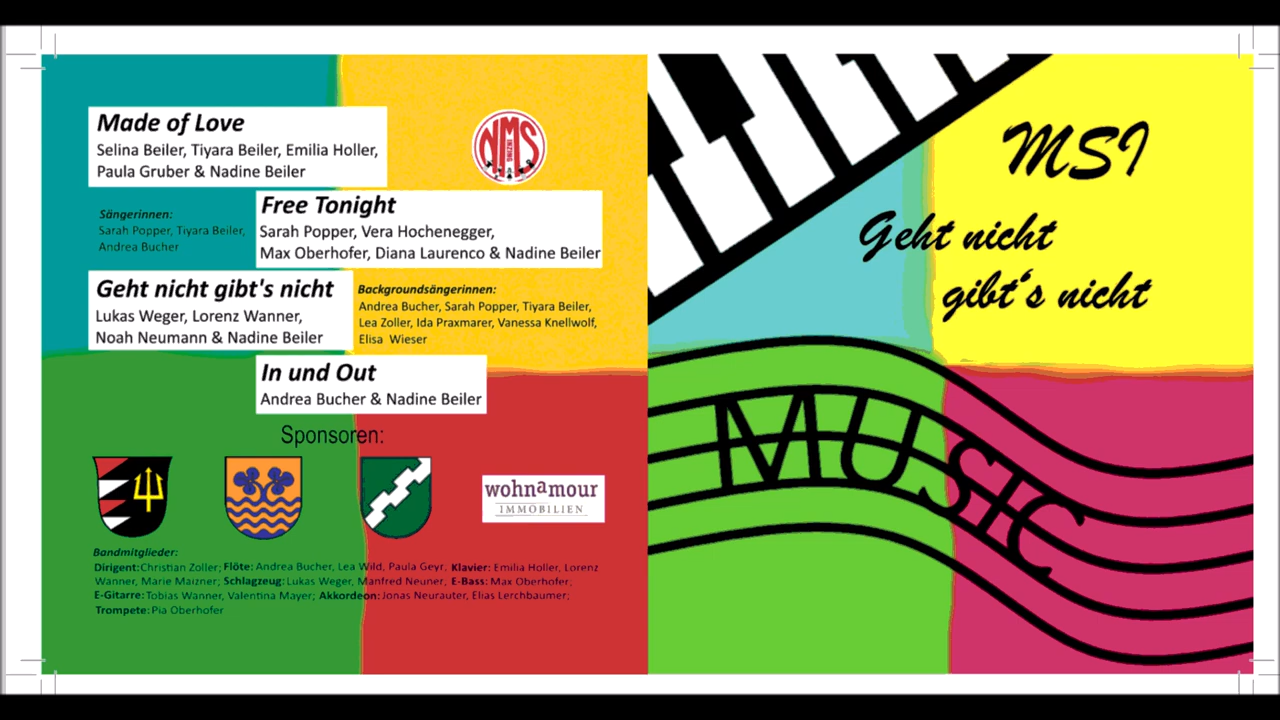 Made of Love
Selina Beiler, Tiyara Beiler, Emilia Holler,
Paula Gruber & Nadine Beiler
NMS
INZING
Sängerinnen:
Sarah Popper, Tiyara Beiler,
Andrea Bucher
Free Tonight
Sarah Popper, Vera Hochenegger,
Max Oberhofer, Diana Laurenco & Nadine Beiler
Geht nicht gibt's nicht
Lukas Weger, Lorenz Wanner,
Noah Neumann & Nadine Beiler
Backgroundsängerinnen:
Andrea Bucher, Sarah Popper, Tiyara Beiler,
Lea Zoller, Ida Praxmarer, Vanessa Knellwolf,
Elisa Wieser
In und Out
Andrea Bucher & Nadine Beiler
Sponsoren:
wohnamour
IMMOBILIEN
Bandmitglieder:
Dirigent: Christian Zoller; Flöte: Andrea Bucher, Lea Wild, Paula Geyr, Klavier: Emilia Holler, Lorenz
Wanner, Marie Maizner; Schlagzeug: Lukas Weger, Manfred Neuner, E-Bass: Max Oberhofer;
E-Gitarre: Tobias Wanner, Valentina Mayer; Akkordeon: Jonas Neurauter, Elias Lerchbaumer;
Trompete: Pia Oberhofer
MSI
Geht nicht
gibt's nicht
MUSIC